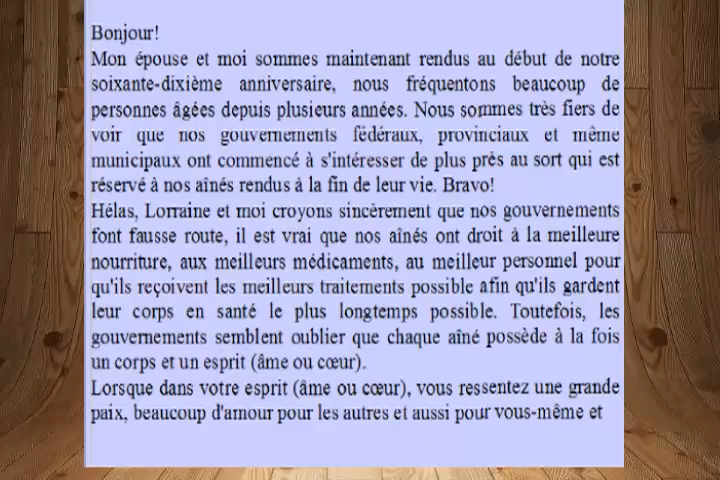 Bonjour!
Mon épouse et moi sommes maintenant rendus au début de notre
soixante-dixième anniversaire, nous fréquentons beaucoup de
personnes âgées depuis plusieurs années. Nous sommes très fiers de
voir que nos gouvernements fédéraux, provinciaux et même
municipaux ont commencé à s'intéresser de plus près au sort qui est
réservé à nos aînés rendus à la fin de leur vie. Bravo!
Hélas, Lorraine et moi croyons sincèrement que nos gouvernements
font fausse route, il est vrai que nos aînés ont droit à la meilleure
nourriture, aux meilleurs médicaments, au meilleur personnel pour
qu'ils reçoivent les meilleurs traitements possible afin qu'ils gardent
leur corps en santé le plus longtemps possible. Toutefois, les
gouvernements semblent oublier que chaque aîné possède à la fois
un corps et un esprit (âme ou cœur).
Lorsque dans votre esprit (âme ou cœur), vous ressentez une grande
paix, beaucoup d'amour pour les autres et aussi pour vous-même et